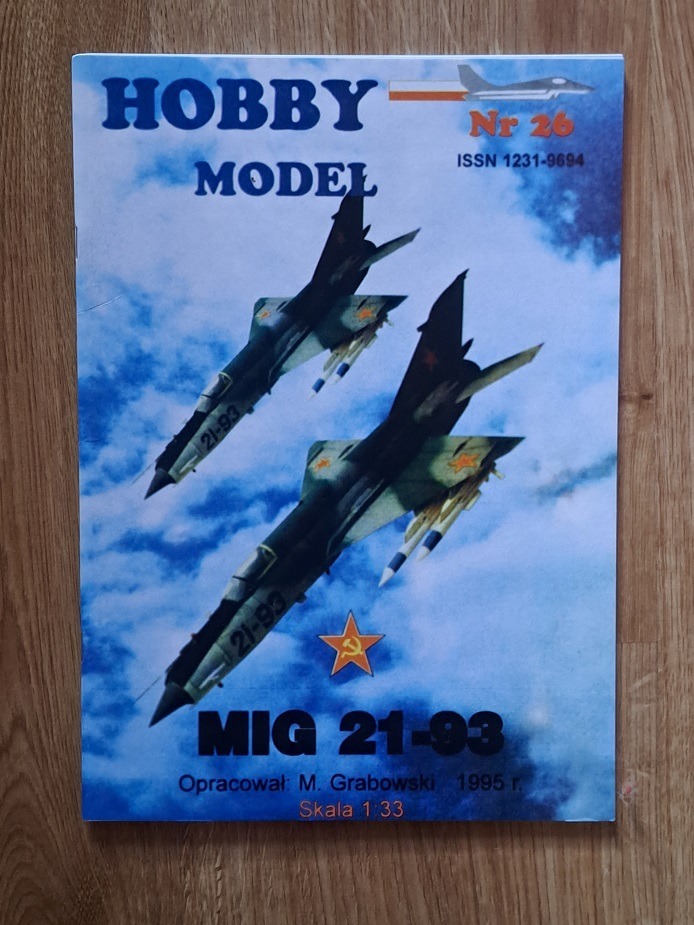 HOBBY
MODEL
Nr 26
ISSN 1231-9694
21-93
21-93
MIG 21-93
Opracował: M. Grabowski 1995 r.
Skala 1:33